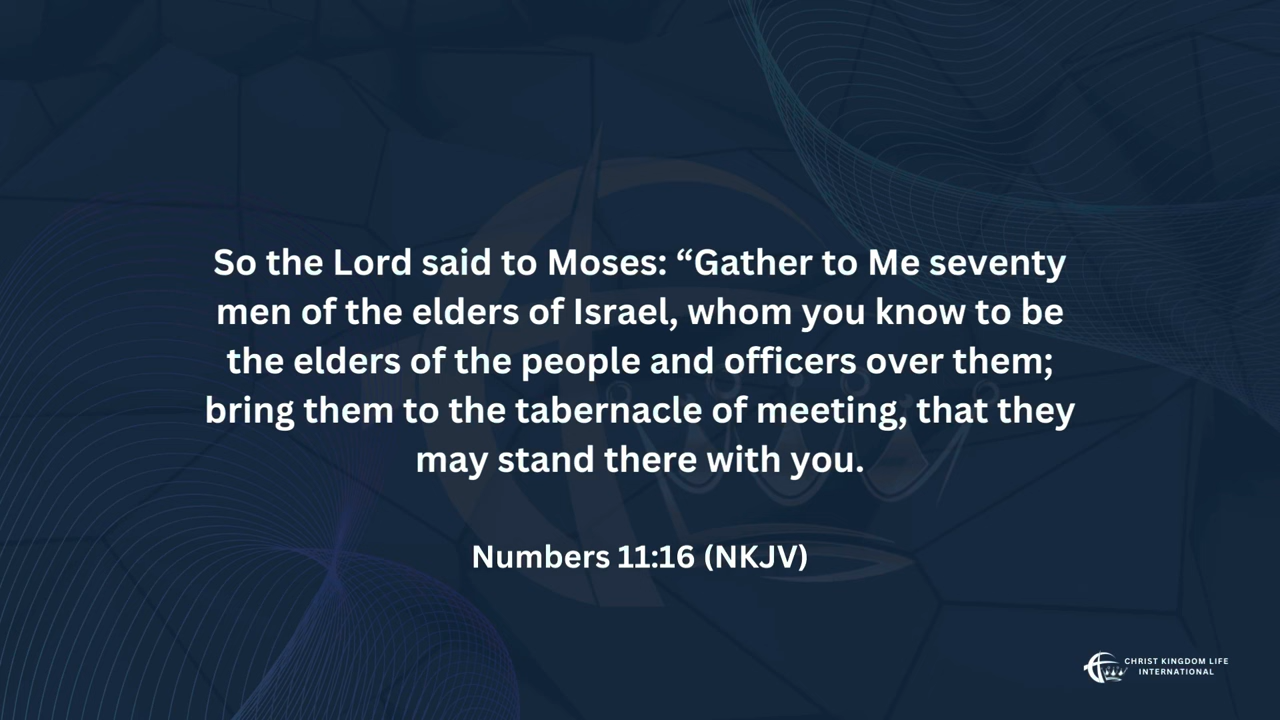 So the Lord said to Moses: “Gather to Me seventy
men of the elders of Israel, whom you know to be
the elders of the people and officers over them;
bring them to the tabernacle of meeting, that they
may stand there with you.
Numbers 11:16 (NKJV)
CHRIST KINGDOM LIFE
INTERNATIONAL